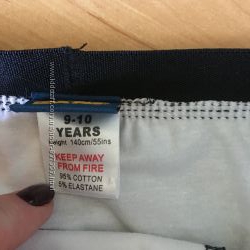 9-10
YEARS
Height 140cm/55ins
KEEP AWAY
FROM FIRE
95% COTTON
5% ELASTANE